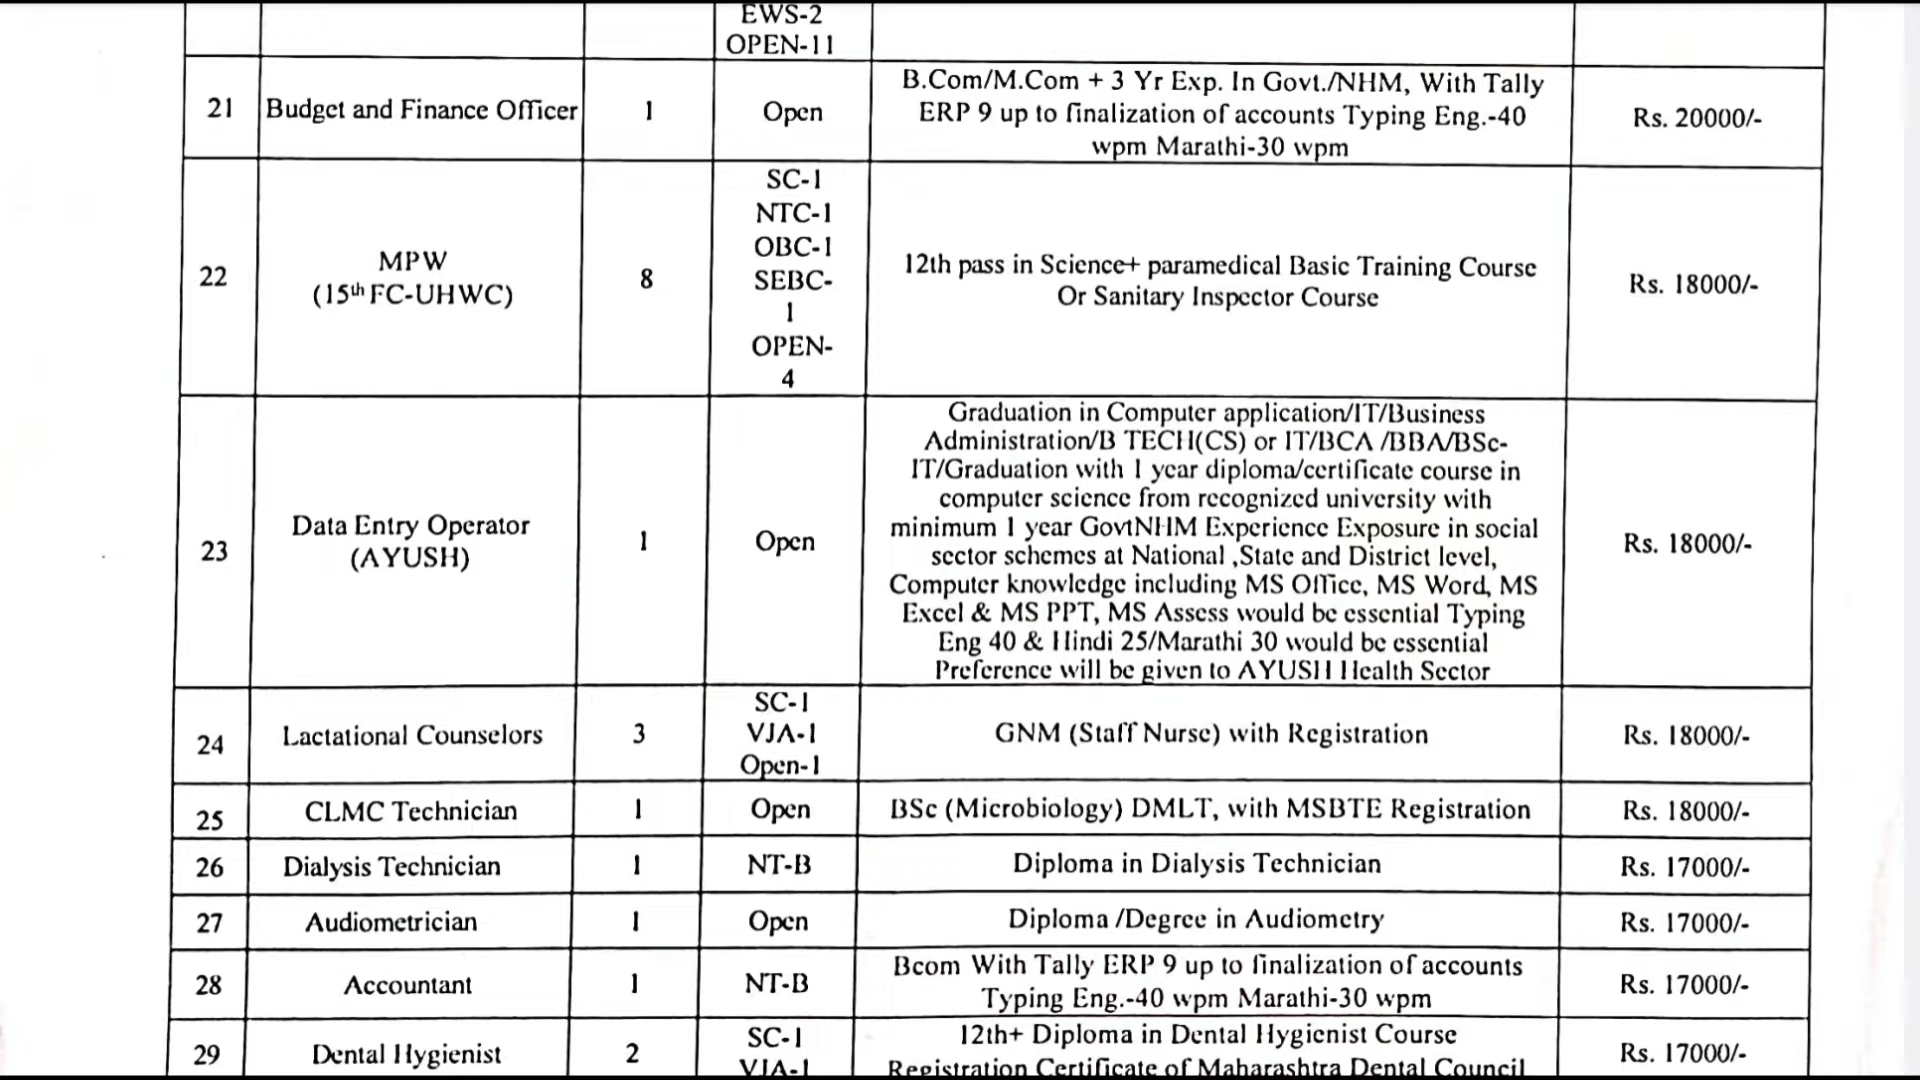 EWS-2
OPEN-11
21
Budget and Finance Officer
1
Open
B.Com/M.Com + 3 Yr Exp. In Govt./NHM, With Tally
ERP 9 up to finalization of accounts Typing Eng.-40
wpm Marathi-30 wpm
Rs. 20000/-
22
MPW
(15th FC-UHWC)
8
SC-1
NTC-1
OBC-1
SEBC-
1
OPEN-
4
12th pass in Science+ paramedical Basic Training Course
Or Sanitary Inspector Course
Rs. 18000/-
23
Data Entry Operator
(AYUSH)
1
Open
Graduation in Computer application/IT/Business
Administration/B TECH(CS) or IT/BCA /BBA/BSc-
IT/Graduation with 1 year diploma/certificate course in
computer science from recognized university with
minimum 1 year GovtNHM Experience Exposure in social
sector schemes at National ,State and District level,
Computer knowledge including MS Office, MS Word, MS
Excel & MS PPT, MS Assess would be essential Typing
Eng 40 & Hindi 25/Marathi 30 would be essential
Preference will be given to AYUSH Health Sector
Rs. 18000/-
24
Lactational Counselors
3
SC-1
VJA-1
Open-1
GNM (Staff Nurse) with Registration
Rs. 18000/-
25
CLMC Technician
1
Open
BSc (Microbiology) DMLT, with MSBTE Registration
Rs. 18000/-
26
Dialysis Technician
1
NT-B
Diploma in Dialysis Technician
Rs. 17000/-
27
Audiometrician
1
Open
Diploma /Degree in Audiometry
Rs. 17000/-
28
Accountant
1
NT-B
Bcom With Tally ERP 9 up to finalization of accounts
Typing Eng.-40 wpm Marathi-30 wpm
Rs. 17000/-
29
Dental Hygienist
2
SC-1
VJA-1
12th+ Diploma in Dental Hygienist Course
Registration Certificate of Maharashtra Dental Council
Rs. 17000/-